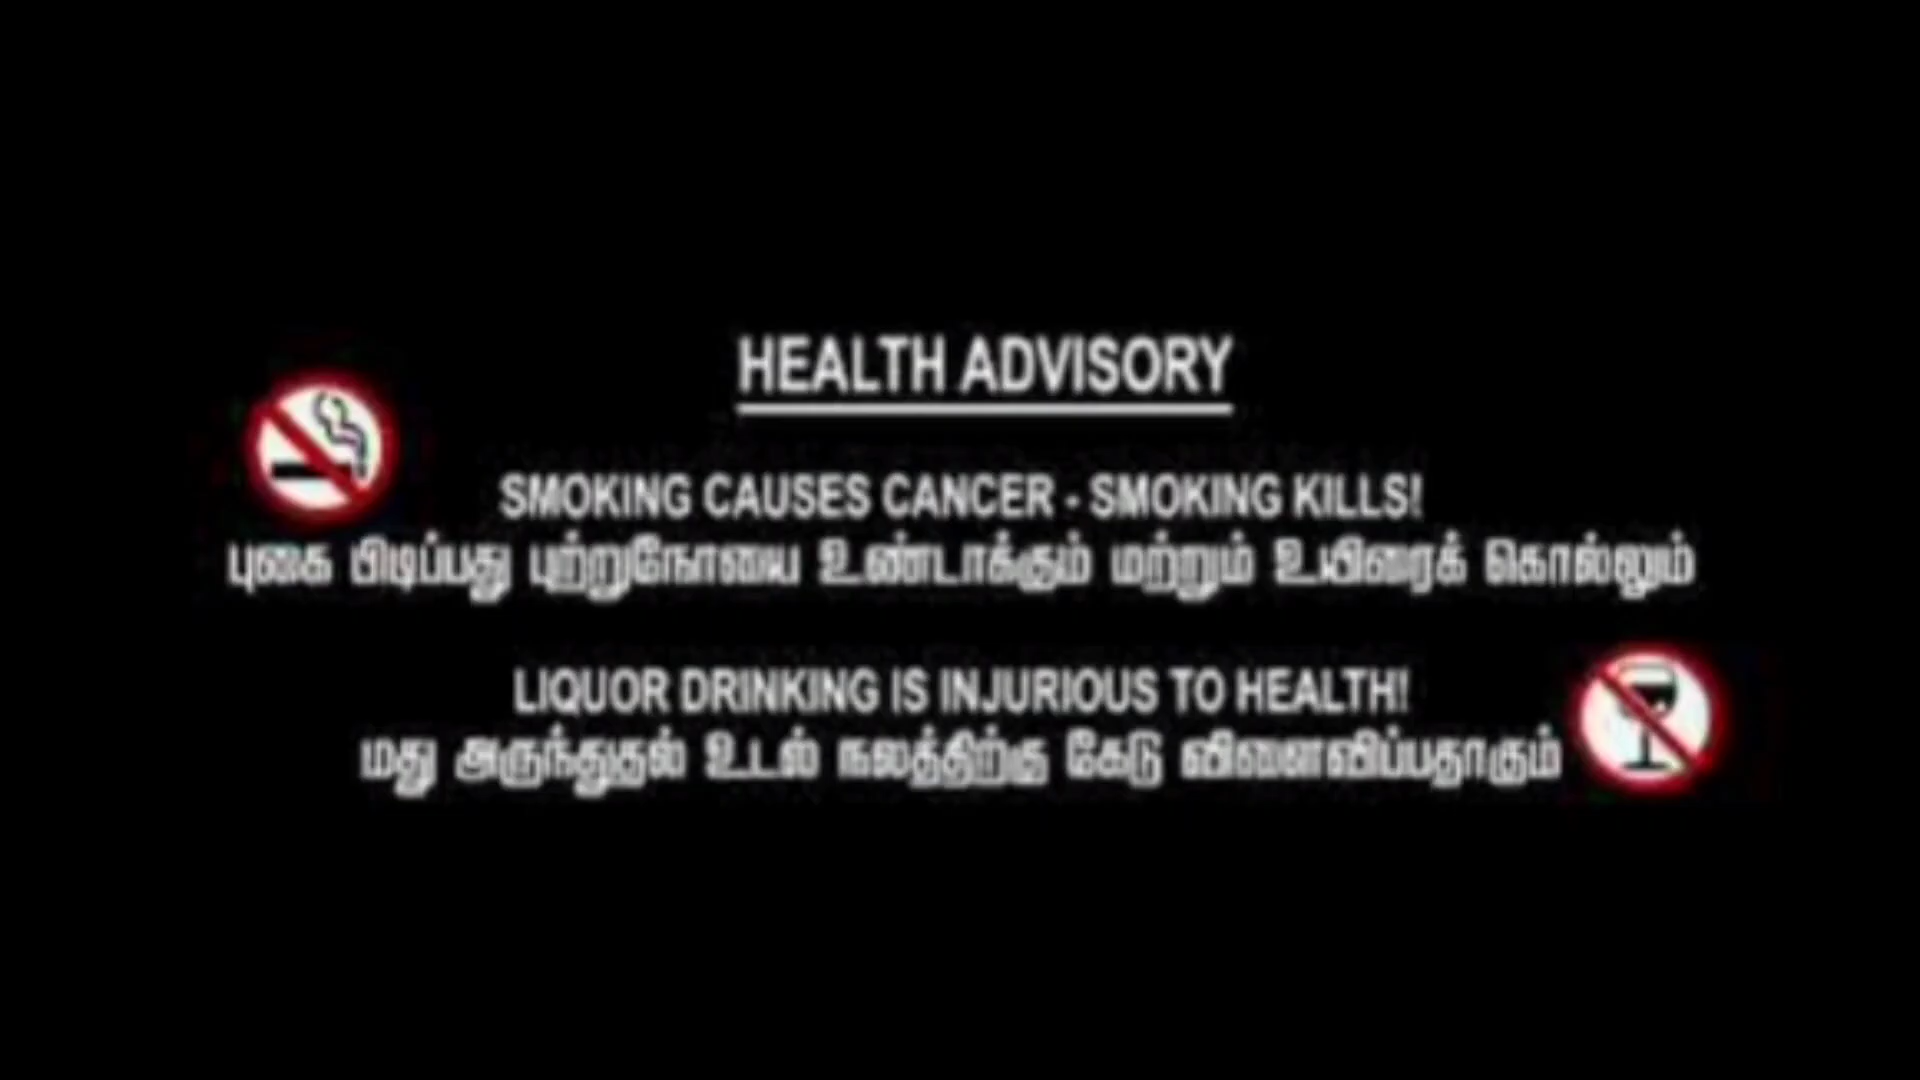 HEALTH ADVISORY
SMOKING CAUSES CANCER - SMOKING KILLS!
புகை பிடிப்பது புற்றுநோயை உண்டாக்கும் மற்றும் உயிரைக் கொல்லும்
LIQUOR DRINKING IS INJURIOUS TO HEALTH!
மது அருந்துதல் உடல் நலத்திற்கு கேடு விளைவிப்பதாகும்